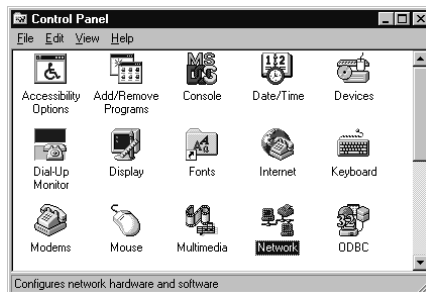 Control Panel
File Edit View Help
Accessibility Options
Add/Remove Programs
Console
Date/Time
Devices
Dial-Up Monitor
Display
Fonts
Internet
Keyboard
Modems
Mouse
Multimedia
Network
ODBC
Configures network hardware and software